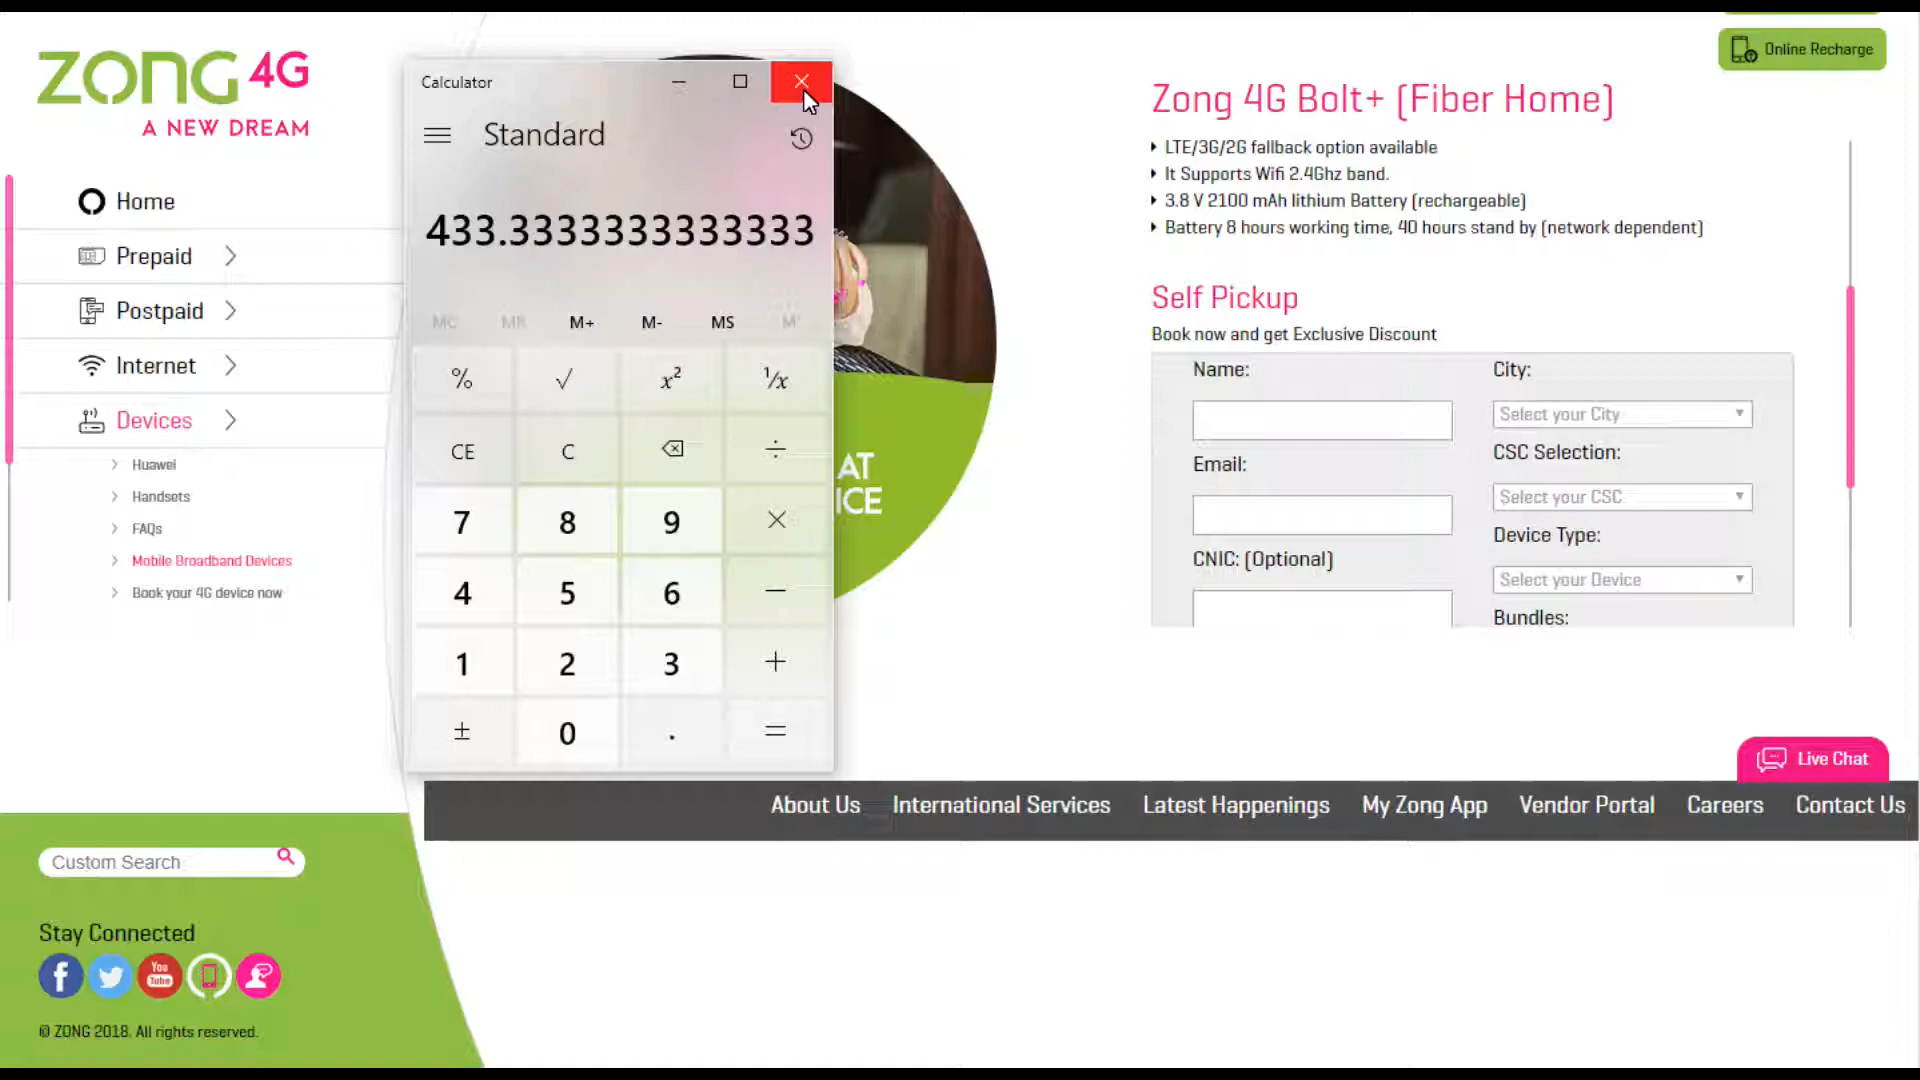 ZONG 4G
A NEW DREAM
Home
Prepaid
Postpaid
Internet
Devices
Huawei
Handsets
FAQs
Mobile Broadband Devices
Book your 4G device now
Custom Search
Stay Connected
You
Tube
© ZONG 2018. All rights reserved.
Calculator
Standard
433.3333333333333
MC MR M+ M- MS M˅
% √ x² ¹/x
CE C ÷
7 8 9 ×
4 5 6 −
1 2 3 +
± 0 . =
AT
ICE
Online Recharge
Zong 4G Bolt+ (Fiber Home)
LTE/3G/2G fallback option available
It Supports Wifi 2.4Ghz band.
3.8 V 2100 mAh lithium Battery (rechargeable)
Battery 8 hours working time, 40 hours stand by (network dependent)
Self Pickup
Book now and get Exclusive Discount
Name:
Email:
CNIC: (Optional)
City:
Select your City
CSC Selection:
Select your CSC
Device Type:
Select your Device
Bundles:
Live Chat
About Us International Services Latest Happenings My Zong App Vendor Portal Careers Contact Us